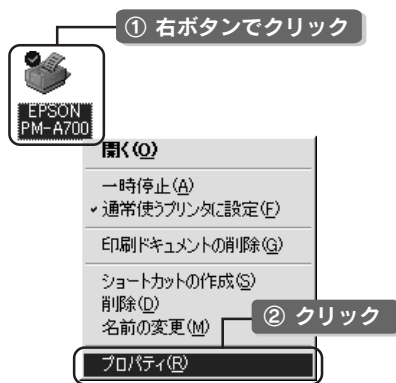 ① 右ボタンでクリック
EPSON
PM-A700
開く(O)
一時停止(A)
通常使うプリンタに設定(F)
印刷ドキュメントの削除(G)
ショートカットの作成(S)
削除(D)
名前の変更(M)
② クリック
プロパティ(R)